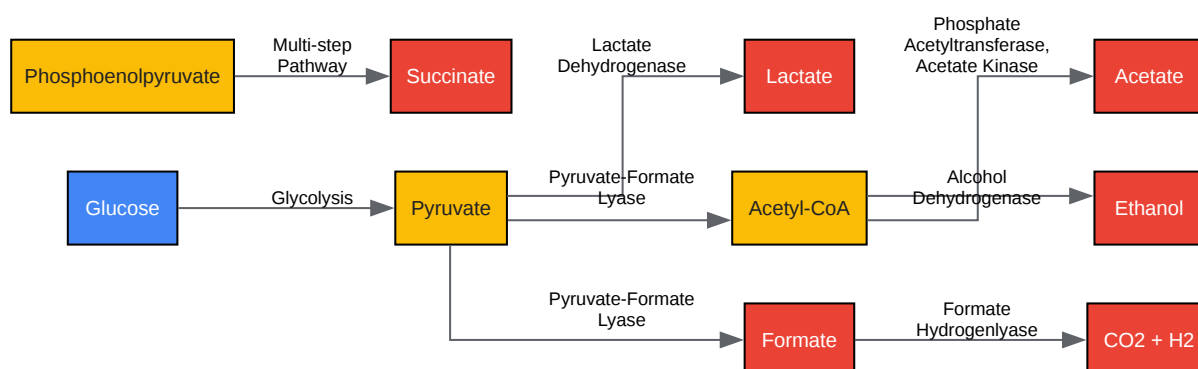 Phosphoenolpyruvate
Multi-step
Pathway
Succinate
Lactate
Dehydrogenase
Lactate
Phosphate
Acetyltransferase,
Acetate Kinase
Acetate
Glucose
Glycolysis
Pyruvate
Pyruvate-Formate
Lyase
Acetyl-CoA
Alcohol
Dehydrogenase
Ethanol
Pyruvate-Formate
Lyase
Formate
Formate
Hydrogenlyase
CO2 + H2